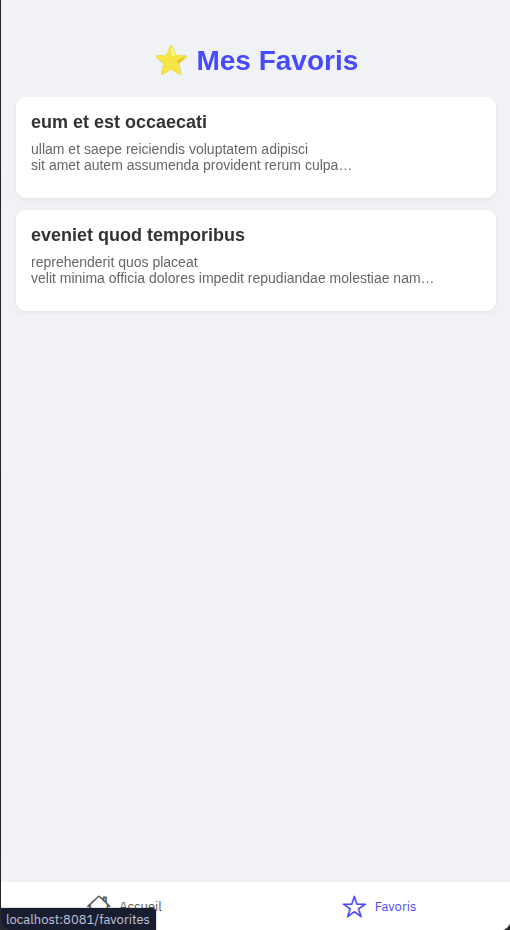 ⭐ Mes Favoris
eum et est occaecati
ullam et saepe reiciendis voluptatem adipisci
sit amet autem assumenda provident rerum culpa…
eveniet quod temporibus
reprehenderit quos placeat
velit minima officia dolores impedit repudiandae molestiae nam…
Accueil
Favoris
localhost:8081/favorites